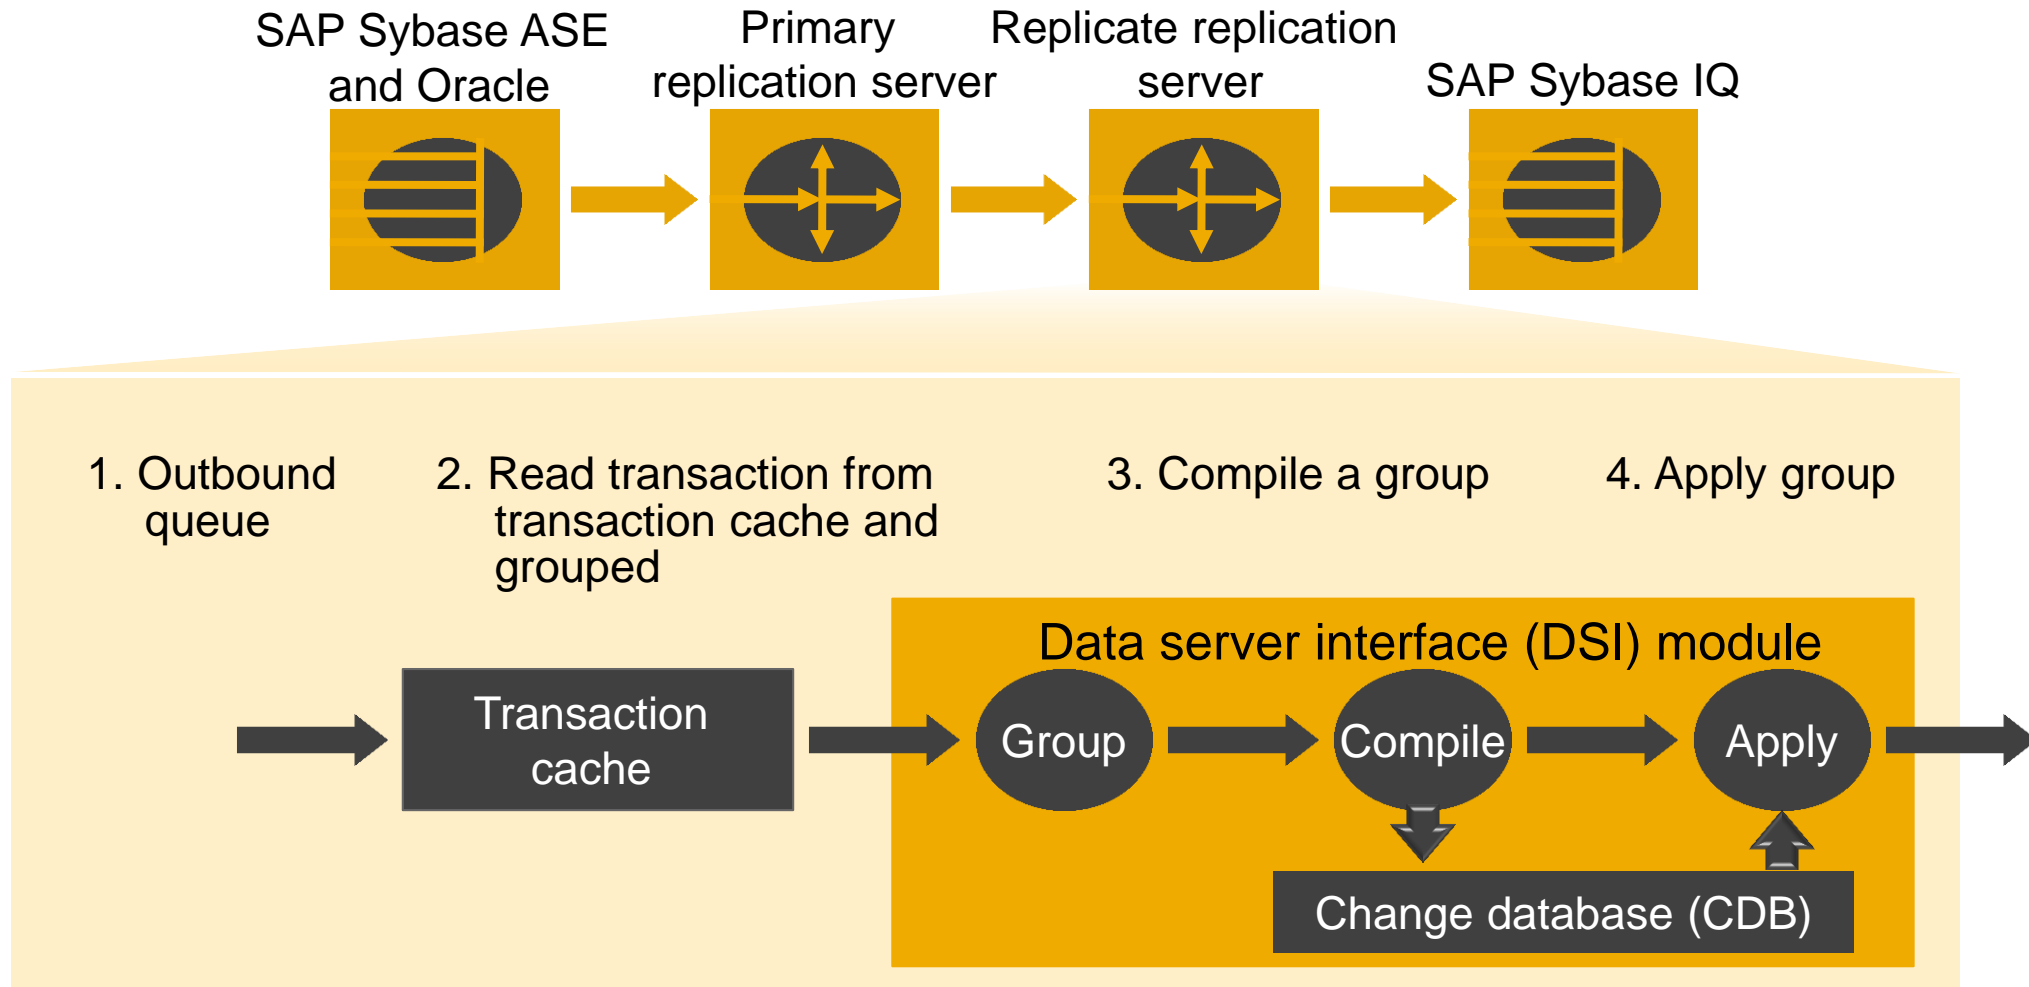 SAP Sybase ASE
and Oracle
Primary
replication server
Replicate replication
server
SAP Sybase IQ
1. Outbound
queue
2. Read transaction from
transaction cache and
grouped
3. Compile a group
4. Apply group
Data server interface (DSI) module
Transaction
cache
Group
Compile
Apply
Change database (CDB)